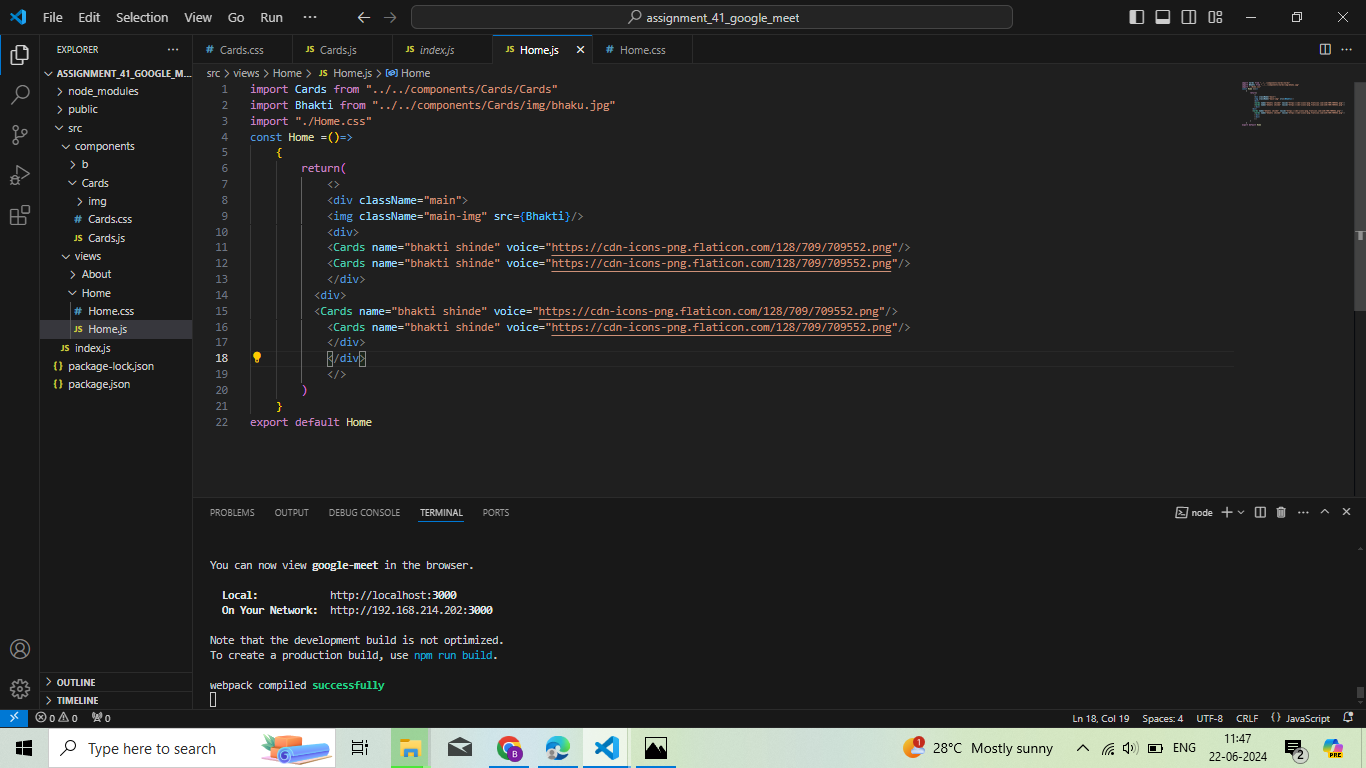 File Edit Selection View Go Run ··· assignment_41_google_meet
EXPLORER ···
ASSIGNMENT_41_GOOGLE_M...
node_modules
public
src
components
b
Cards
img
# Cards.css
JS Cards.js
views
About
Home
# Home.css
JS Home.js
JS index.js
{} package-lock.json
{} package.json
OUTLINE
TIMELINE
# Cards.css JS Cards.js JS index.js JS Home.js # Home.css
src > views > Home > JS Home.js > Home
1 import Cards from "../../components/Cards/Cards"
2 import Bhakti from "../../components/Cards/img/bhaku.jpg"
3 import "./Home.css"
4 const Home =()=>
5 {
6 return(
7 <>
8 <div className="main">
9 <img className="main-img" src={Bhakti}/>
10 <div>
11 <Cards name="bhakti shinde" voice="https://cdn-icons-png.flaticon.com/128/709/709552.png"/>
12 <Cards name="bhakti shinde" voice="https://cdn-icons-png.flaticon.com/128/709/709552.png"/>
13 </div>
14 <div>
15 <Cards name="bhakti shinde" voice="https://cdn-icons-png.flaticon.com/128/709/709552.png"/>
16 <Cards name="bhakti shinde" voice="https://cdn-icons-png.flaticon.com/128/709/709552.png"/>
17 </div>
18 </div>
19 </>
20 )
21 }
22 export default Home
PROBLEMS OUTPUT DEBUG CONSOLE TERMINAL PORTS node
You can now view google-meet in the browser.
Local: http://localhost:3000
On Your Network: http://192.168.214.202:3000
Note that the development build is not optimized.
To create a production build, use npm run build.
webpack compiled successfully
0 0 0 Ln 18, Col 19 Spaces: 4 UTF-8 CRLF {} JavaScript
Type here to search B 1 28°C Mostly sunny ENG 11:47
22-06-2024 2 PRE